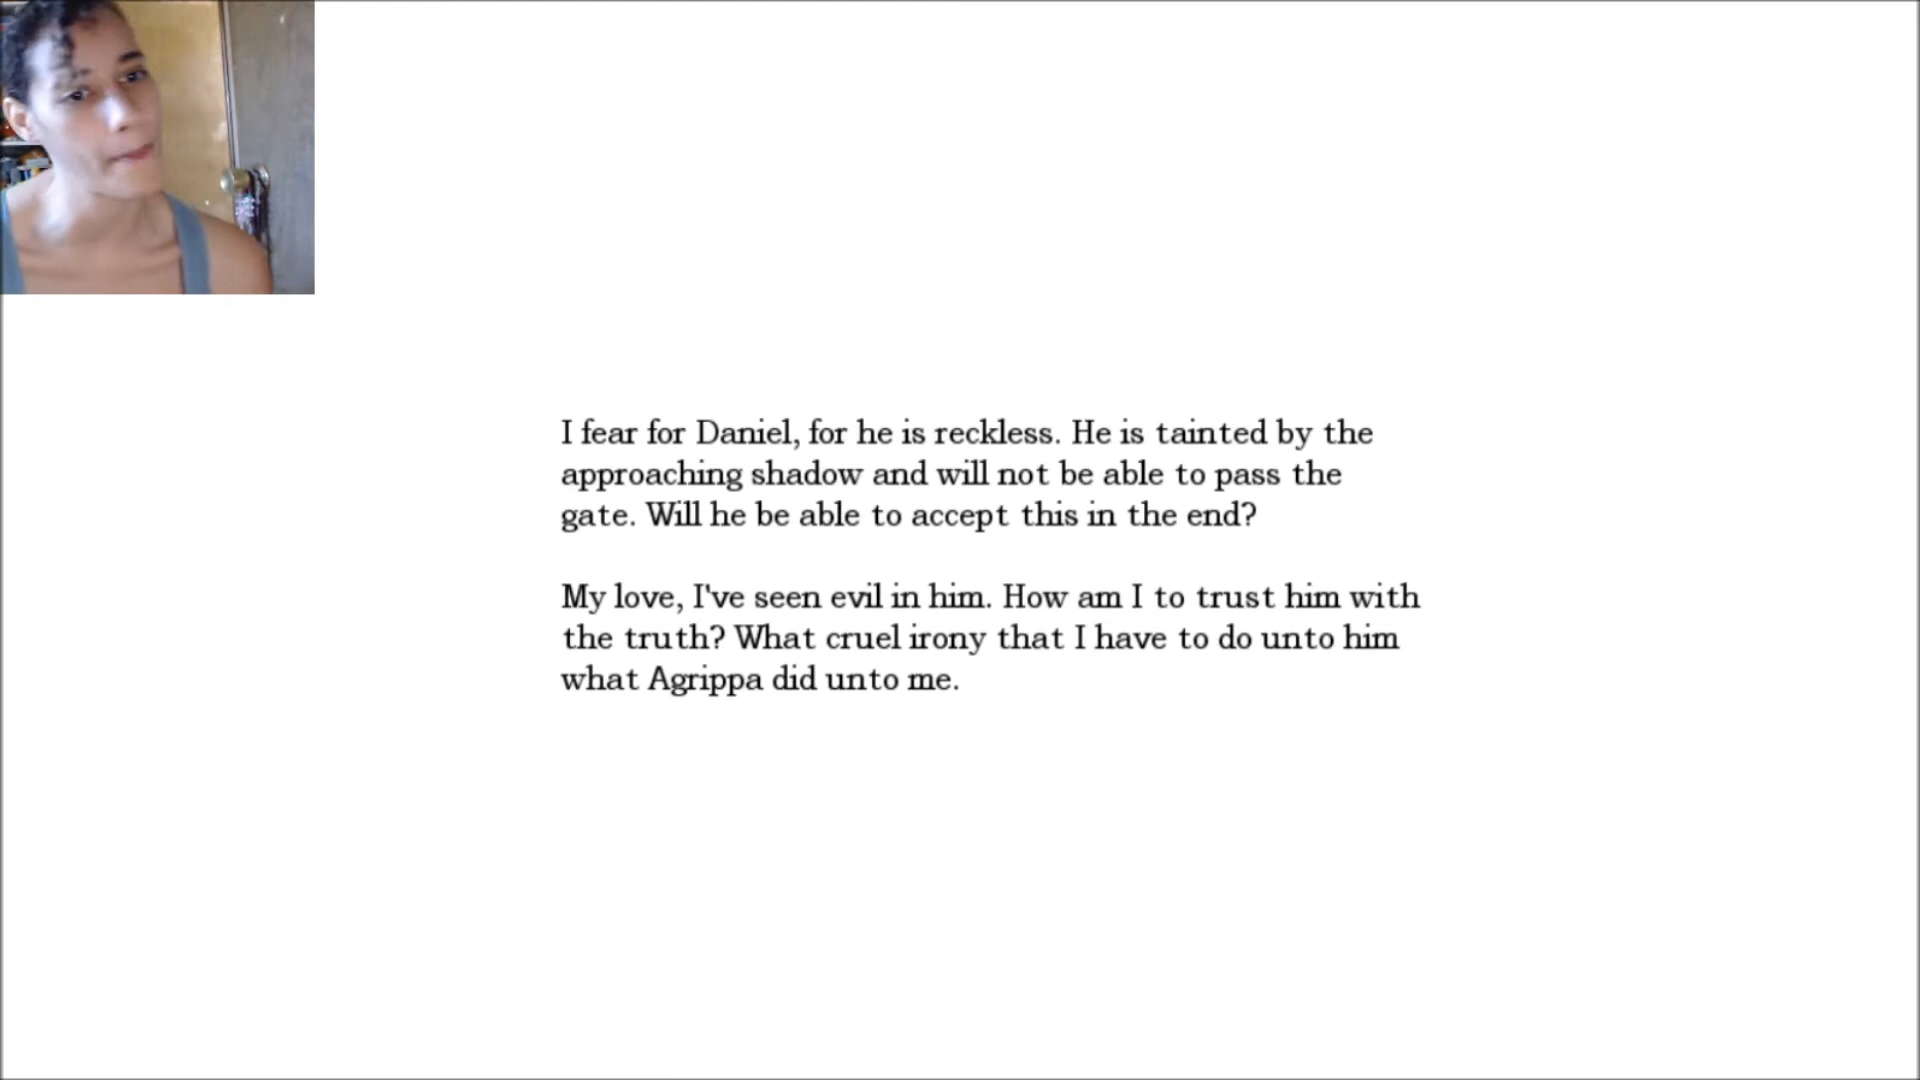 I fear for Daniel, for he is reckless. He is tainted by the
approaching shadow and will not be able to pass the
gate. Will he be able to accept this in the end?
My love, I've seen evil in him. How am I to trust him with
the truth? What cruel irony that I have to do unto him
what Agrippa did unto me.